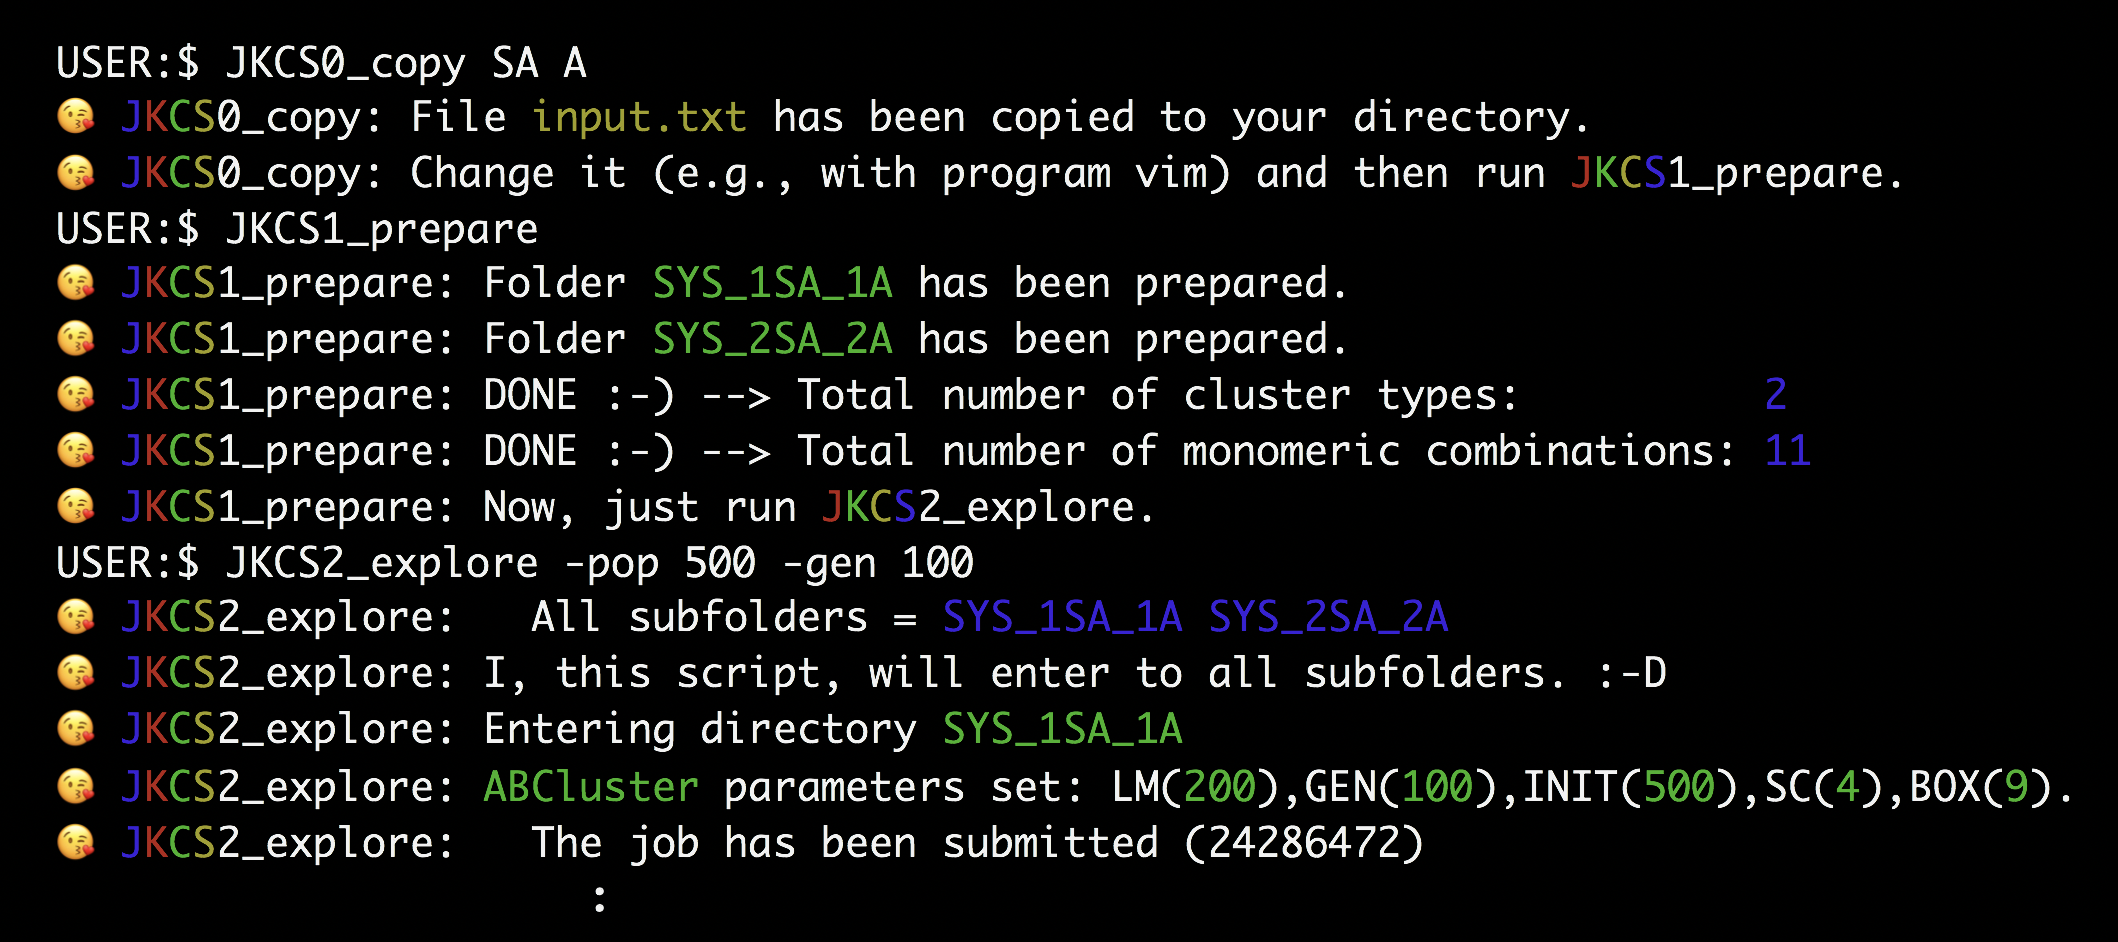 USER:$ JKCS0_copy SA A
😘 JKCS0_copy: File input.txt has been copied to your directory.
😘 JKCS0_copy: Change it (e.g., with program vim) and then run JKCS1_prepare.
USER:$ JKCS1_prepare
😘 JKCS1_prepare: Folder SYS_1SA_1A has been prepared.
😘 JKCS1_prepare: Folder SYS_2SA_2A has been prepared.
😘 JKCS1_prepare: DONE :-) --> Total number of cluster types:          2
😘 JKCS1_prepare: DONE :-) --> Total number of monomeric combinations: 11
😘 JKCS1_prepare: Now, just run JKCS2_explore.
USER:$ JKCS2_explore -pop 500 -gen 100
😘 JKCS2_explore:   All subfolders = SYS_1SA_1A SYS_2SA_2A
😘 JKCS2_explore: I, this script, will enter to all subfolders. :-D
😘 JKCS2_explore: Entering directory SYS_1SA_1A
😘 JKCS2_explore: ABCluster parameters set: LM(200),GEN(100),INIT(500),SC(4),BOX(9).
😘 JKCS2_explore:   The job has been submitted (24286472)
: